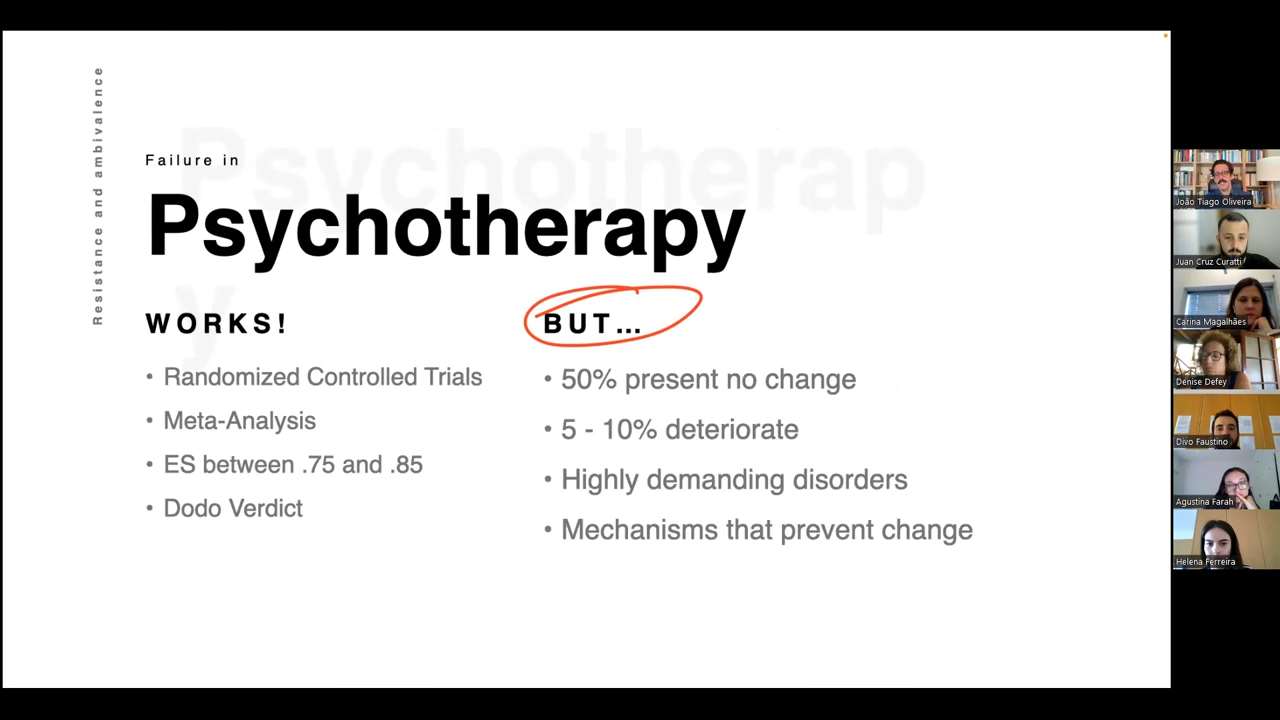 Resistance and ambivalence
Failure in
Psychotherapy
Psychotherap
y
WORKS!
• Randomized Controlled Trials
• Meta-Analysis
• ES between .75 and .85
• Dodo Verdict
BUT...
• 50% present no change
• 5 - 10% deteriorate
• Highly demanding disorders
• Mechanisms that prevent change
João Tiago Oliveira
Juan Cruz Curatti
Carina Magalhães
Denise Defey
Divo Faustino
Agustina Farah
Helena Ferreira